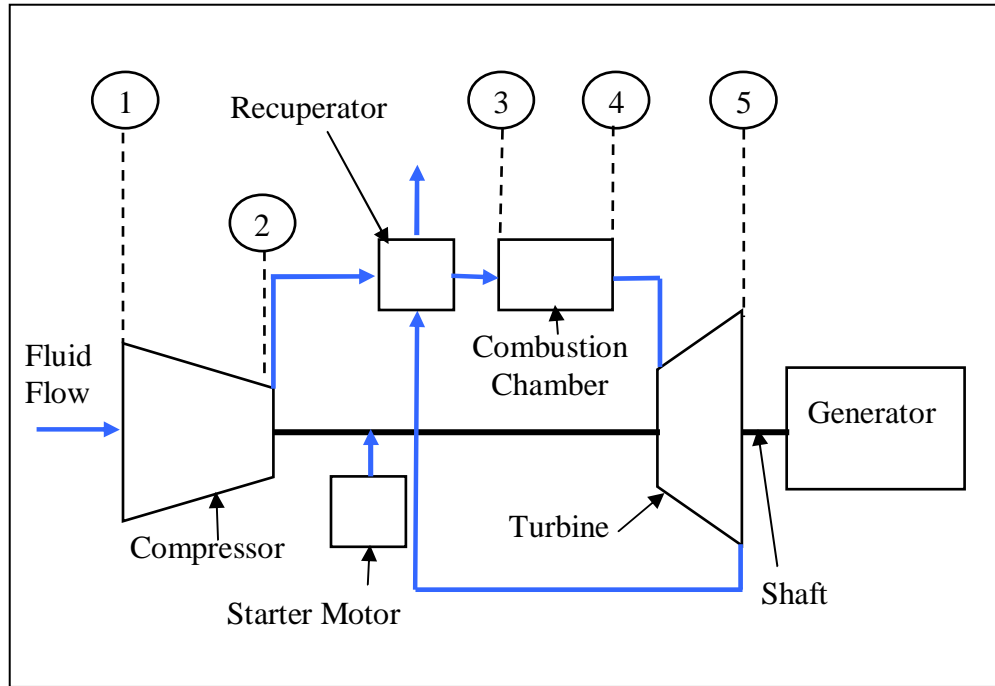 1
3
4
5
Recuperator
2
Fluid
Flow
Combustion
Chamber
Generator
Compressor
Turbine
Starter Motor
Shaft